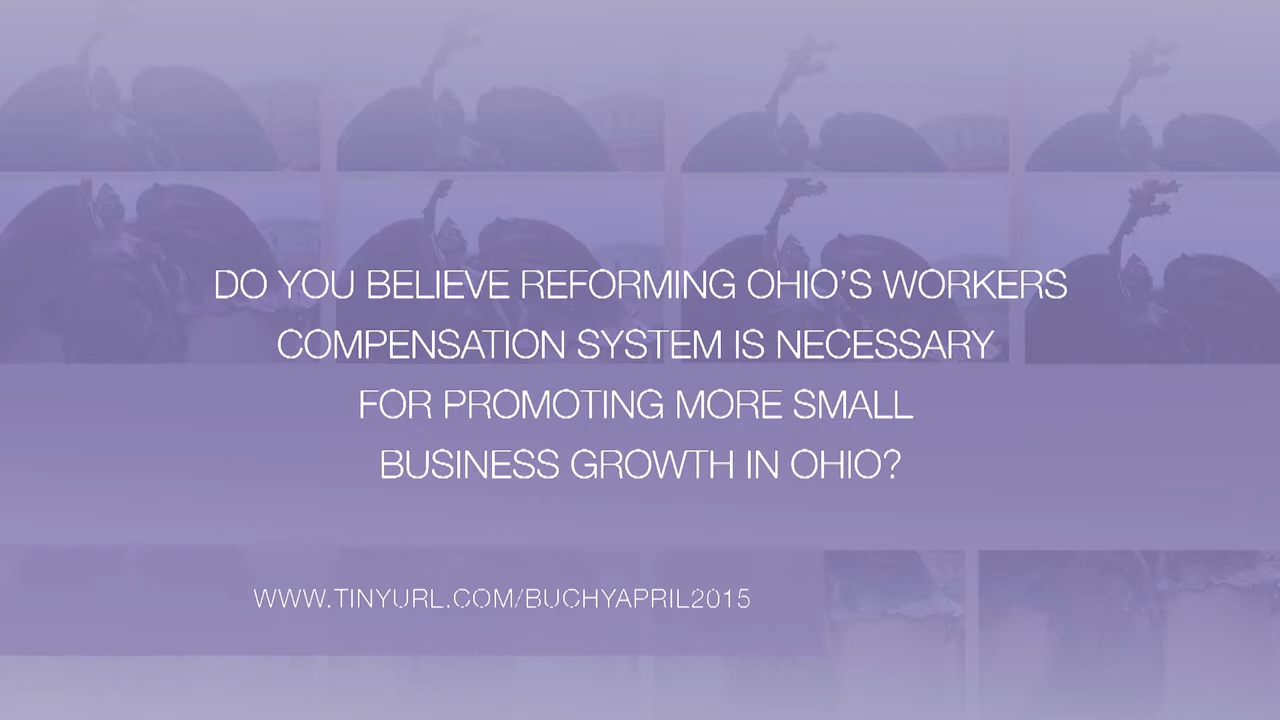 DO YOU BELIEVE REFORMING OHIO'S WORKERS
COMPENSATION SYSTEM IS NECESSARY
FOR PROMOTING MORE SMALL
BUSINESS GROWTH IN OHIO?
WWW.TINYURL.COM/BUCHYAPRIL2015